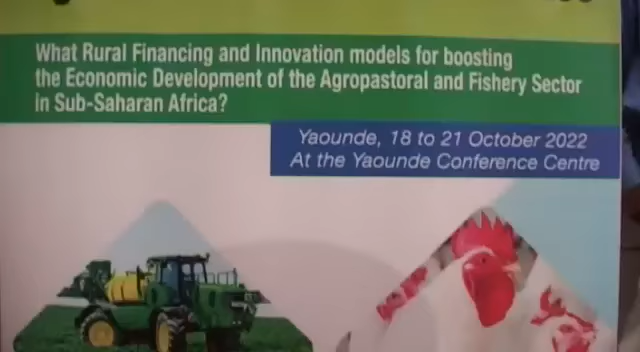 What Rural Financing and Innovation models for boosting
the Economic Development of the Agropastoral and Fishery Sector
in Sub-Saharan Africa?
Yaounde, 18 to 21 October 2022
At the Yaounde Conference Centre